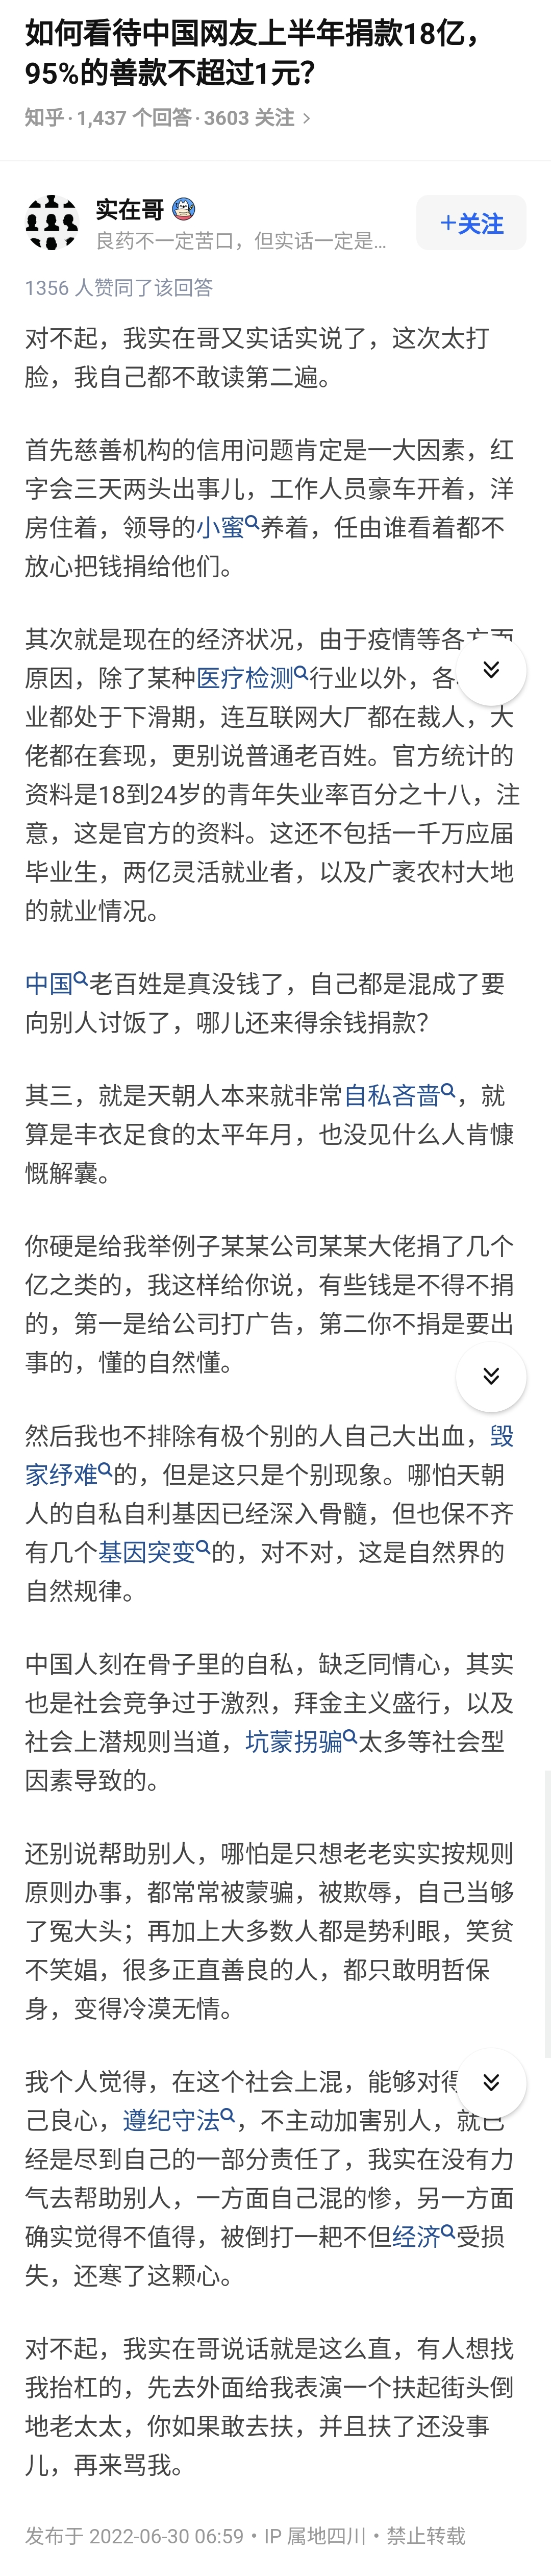 如何看待中国网友上半年捐款18亿，
95%的善款不超过1元？
知乎·1,437 个回答·3603 关注 >
实在哥
+关注
良药不一定苦口，但实话一定是...
1356 人赞同了该回答
对不起，我实在哥又实话实说了，这次太打
脸，我自己都不敢读第二遍。
首先慈善机构的信用问题肯定是一大因素，红
字会三天两头出事儿，工作人员豪车开着，洋
房住着，领导的小蜜养着，任由谁看着都不
放心把钱捐给他们。
其次就是现在的经济状况，由于疫情等各方面
原因，除了某种医疗检测行业以外，各
业都处于下滑期，连互联网大厂都在裁人，大
佬都在套现，更别说普通老百姓。官方统计的
资料是18到24岁的青年失业率百分之十八，注
意，这是官方的资料。这还不包括一千万应届
毕业生，两亿灵活就业者，以及广袤农村大地
的就业情况。
中国老百姓是真没钱了，自己都是混成了要
向别人讨饭了，哪儿还来得余钱捐款？
其三，就是天朝人本来就非常自私吝啬，就
算是丰衣足食的太平年月，也没见什么人肯慷
慨解囊。
你硬是给我举例子某某公司某某大佬捐了几个
亿之类的，我这样给你说，有些钱是不得不捐
的，第一是给公司打广告，第二你不捐是要出
事的，懂的自然懂。
然后我也不排除有极个别的人自己大出血，毁
家纾难的，但是这只是个别现象。哪怕天朝
人的自私自利基因已经深入骨髓，但也保不齐
有几个基因突变的，对不对，这是自然界的
自然规律。
中国人刻在骨子里的自私，缺乏同情心，其实
也是社会竞争过于激烈，拜金主义盛行，以及
社会上潜规则当道，坑蒙拐骗太多等社会型
因素导致的。
还别说帮助别人，哪怕是只想老老实实按规则
原则办事，都常常被蒙骗，被欺辱，自己当够
了冤大头；再加上大多数人都是势利眼，笑贫
不笑娼，很多正直善良的人，都只敢明哲保
身，变得冷漠无情。
我个人觉得，在这个社会上混，能够对得
己良心，遵纪守法，不主动加害别人，就已
经是尽到自己的一部分责任了，我实在没有力
气去帮助别人，一方面自己混的惨，另一方面
确实觉得不值得，被倒打一耙不但经济受损
失，还寒了这颗心。
对不起，我实在哥说话就是这么直，有人想找
我抬杠的，先去外面给我表演一个扶起街头倒
地老太太，你如果敢去扶，并且扶了还没事
儿，再来骂我。
发布于 2022-06-30 06:59・IP 属地四川・禁止转载